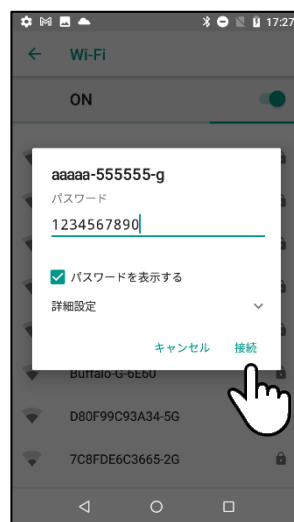 17:27
Wi-Fi
ON
aaaaa-555555-g
パスワード
1234567890
パスワードを表示する
詳細設定
キャンセル 接続
Buffalo-G-6E60
D80F99C93A34-5G
7C8FDE6C3665-2G